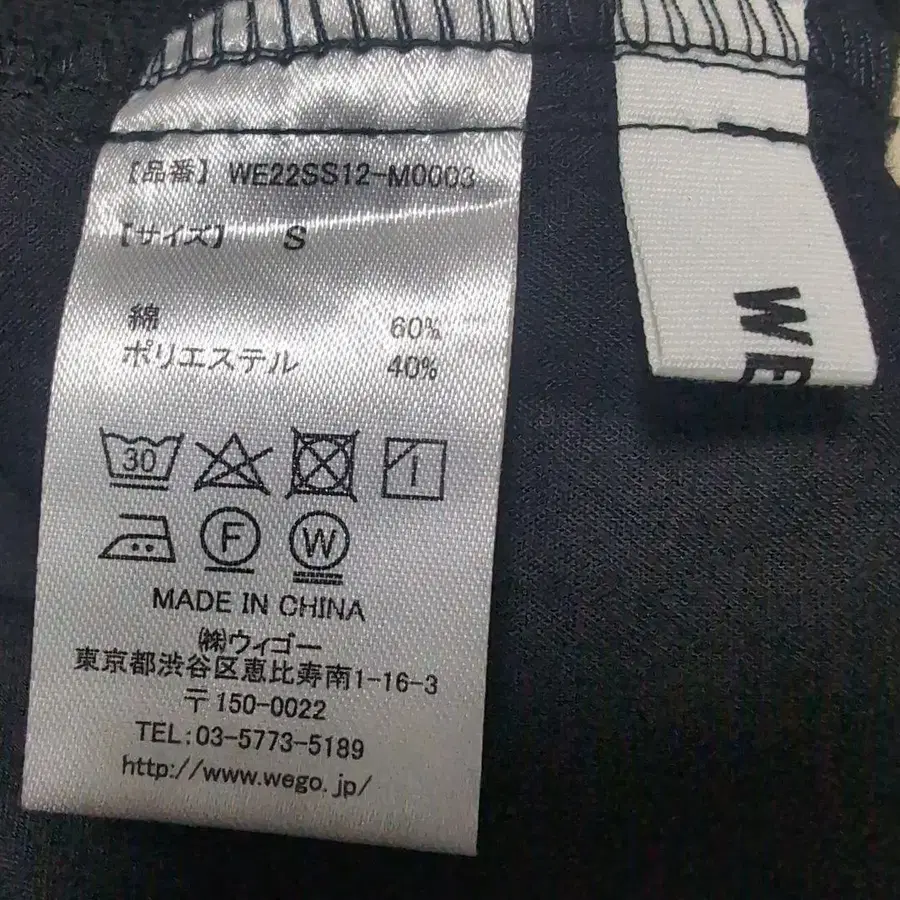 【品番】 WE22SS12-M0003
【サイズ】 S
綿 60%
ポリエステル 40%
30
F W
MADE IN CHINA
㈱ウィゴー
東京都渋谷区恵比寿南1-16-3
〒150-0022
TEL:03-5773-5189
http://www.wego.jp/
WE